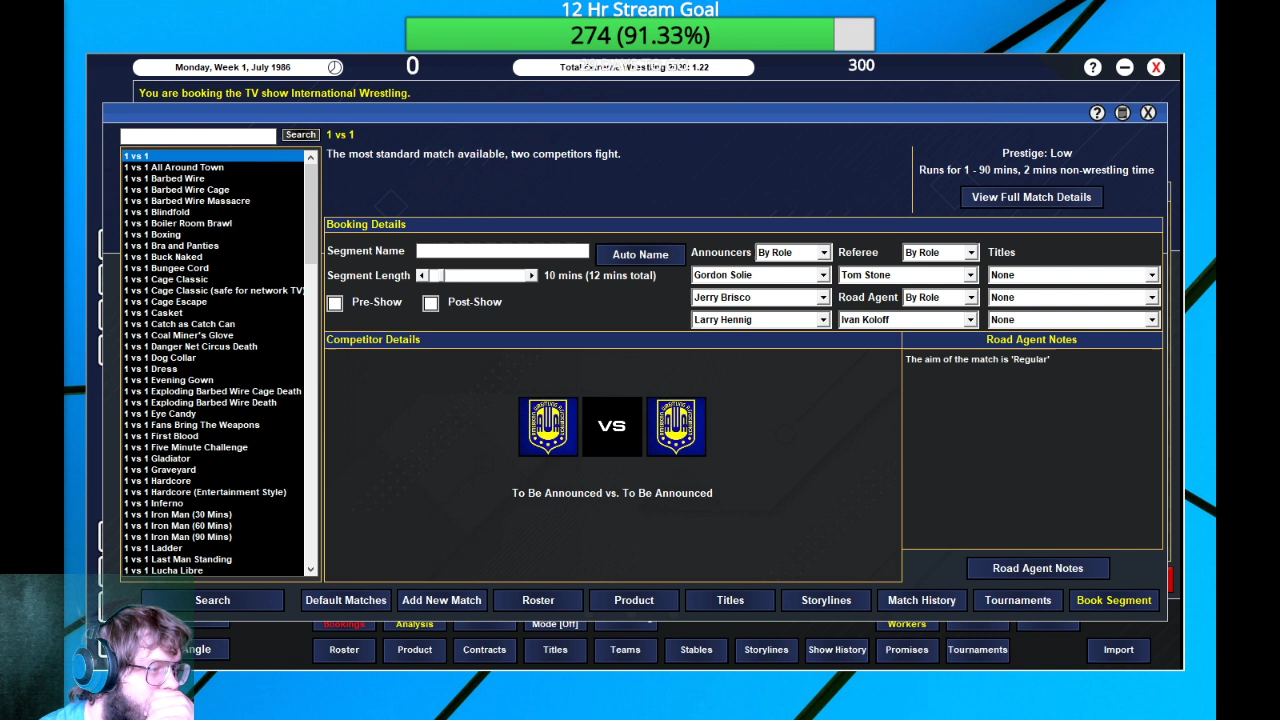 12 Hr Stream Goal
274 (91.33%)
0
300
Monday, Week 1, July 1986
Total Extreme Wrestling 2020: 1.22
? X
You are booking the TV show International Wrestling.
? X
Search
1 vs 1
1 vs 1
1 vs 1 All Around Town
1 vs 1 Barbed Wire
1 vs 1 Barbed Wire Cage
1 vs 1 Barbed Wire Massacre
1 vs 1 Blindfold
1 vs 1 Boiler Room Brawl
1 vs 1 Boxing
1 vs 1 Bra and Panties
1 vs 1 Buck Naked
1 vs 1 Bungee Cord
1 vs 1 Cage Classic
1 vs 1 Cage Classic (safe for network TV)
1 vs 1 Cage Escape
1 vs 1 Casket
1 vs 1 Catch as Catch Can
1 vs 1 Coal Miner's Glove
1 vs 1 Danger Net Circus Death
1 vs 1 Dog Collar
1 vs 1 Dress
1 vs 1 Evening Gown
1 vs 1 Exploding Barbed Wire Cage Death
1 vs 1 Exploding Barbed Wire Death
1 vs 1 Eye Candy
1 vs 1 Fans Bring The Weapons
1 vs 1 First Blood
1 vs 1 Five Minute Challenge
1 vs 1 Gladiator
1 vs 1 Graveyard
1 vs 1 Hardcore
1 vs 1 Hardcore (Entertainment Style)
1 vs 1 Inferno
1 vs 1 Iron Man (30 Mins)
1 vs 1 Iron Man (60 Mins)
1 vs 1 Iron Man (90 Mins)
1 vs 1 Ladder
1 vs 1 Last Man Standing
1 vs 1 Lucha Libre
The most standard match available, two competitors fight.
Prestige: Low
Runs for 1 - 90 mins, 2 mins non-wrestling time
View Full Match Details
Booking Details
Segment Name
Auto Name
Segment Length
10 mins (12 mins total)
Pre-Show
Post-Show
Announcers By Role
Gordon Solie
Jerry Brisco
Larry Hennig
Referee By Role
Tom Stone
Road Agent By Role
Ivan Koloff
Titles
None
None
None
Competitor Details
VS
To Be Announced vs. To Be Announced
Road Agent Notes
The aim of the match is 'Regular'
Road Agent Notes
Search
Default Matches
Add New Match
Roster
Product
Titles
Storylines
Match History
Tournaments
Book Segment
Bookings
Analysis
Mode [Off]
Workers
Angle
Roster
Product
Contracts
Titles
Teams
Stables
Storylines
Show History
Promises
Tournaments
Import